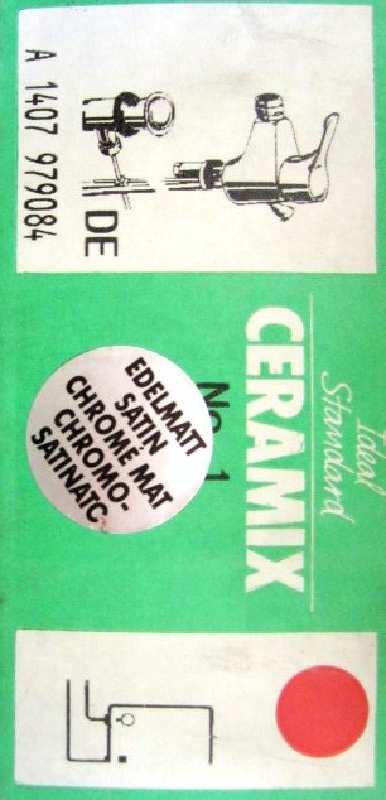 Ideal
Standard
CERAMIX
No 1
EDELMATT
SATIN
CHROME MAT
CHROMO-
SATINATC
DE
A 1407 979084